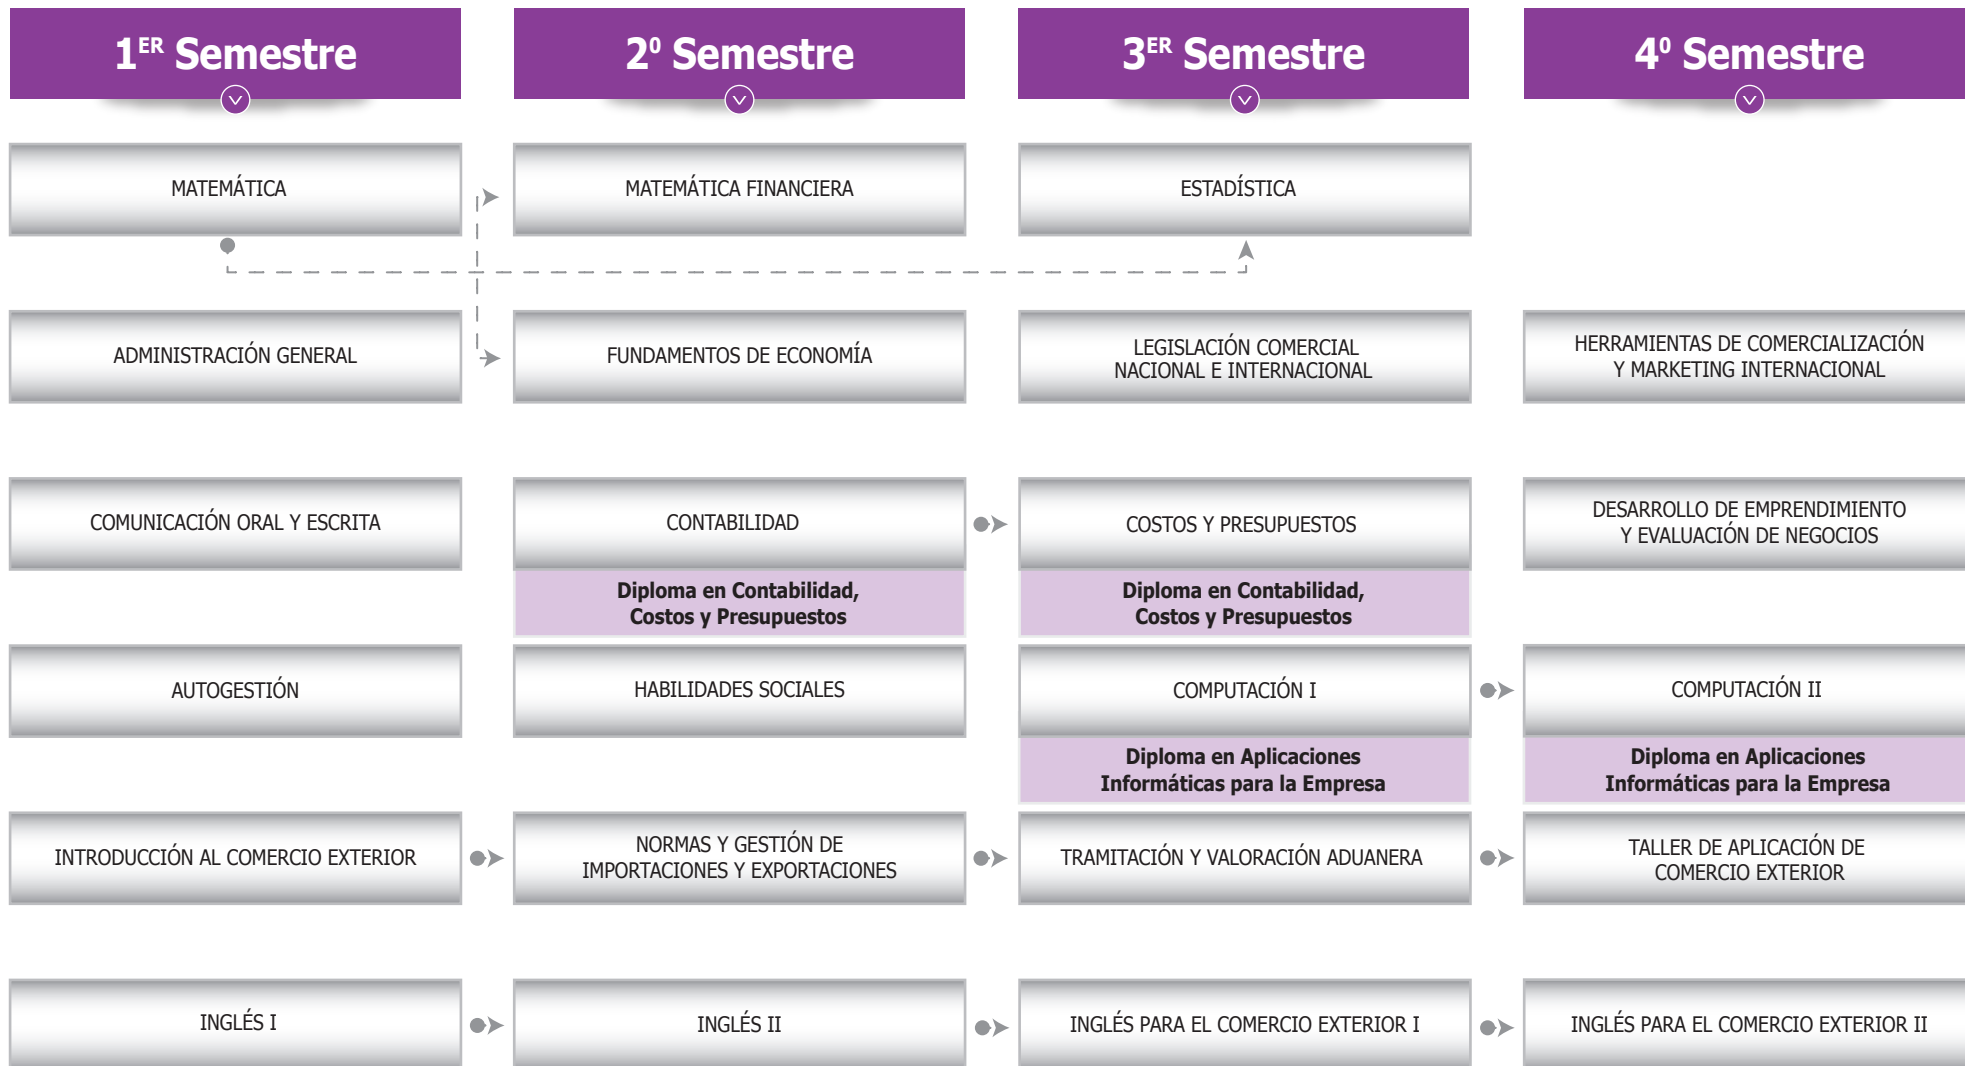 1ER Semestre
2º Semestre
3ER Semestre
4º Semestre
MATEMÁTICA
MATEMÁTICA FINANCIERA
ESTADÍSTICA
ADMINISTRACIÓN GENERAL
FUNDAMENTOS DE ECONOMÍA
LEGISLACIÓN COMERCIAL
NACIONAL E INTERNACIONAL
HERRAMIENTAS DE COMERCIALIZACIÓN
Y MARKETING INTERNACIONAL
COMUNICACIÓN ORAL Y ESCRITA
CONTABILIDAD
COSTOS Y PRESUPUESTOS
DESARROLLO DE EMPRENDIMIENTO
Y EVALUACIÓN DE NEGOCIOS
Diploma en Contabilidad,
Costos y Presupuestos
Diploma en Contabilidad,
Costos y Presupuestos
AUTOGESTIÓN
HABILIDADES SOCIALES
COMPUTACIÓN I
COMPUTACIÓN II
Diploma en Aplicaciones
Informáticas para la Empresa
Diploma en Aplicaciones
Informáticas para la Empresa
INTRODUCCIÓN AL COMERCIO EXTERIOR
NORMAS Y GESTIÓN DE
IMPORTACIONES Y EXPORTACIONES
TRAMITACIÓN Y VALORACIÓN ADUANERA
TALLER DE APLICACIÓN DE
COMERCIO EXTERIOR
INGLÉS I
INGLÉS II
INGLÉS PARA EL COMERCIO EXTERIOR I
INGLÉS PARA EL COMERCIO EXTERIOR II